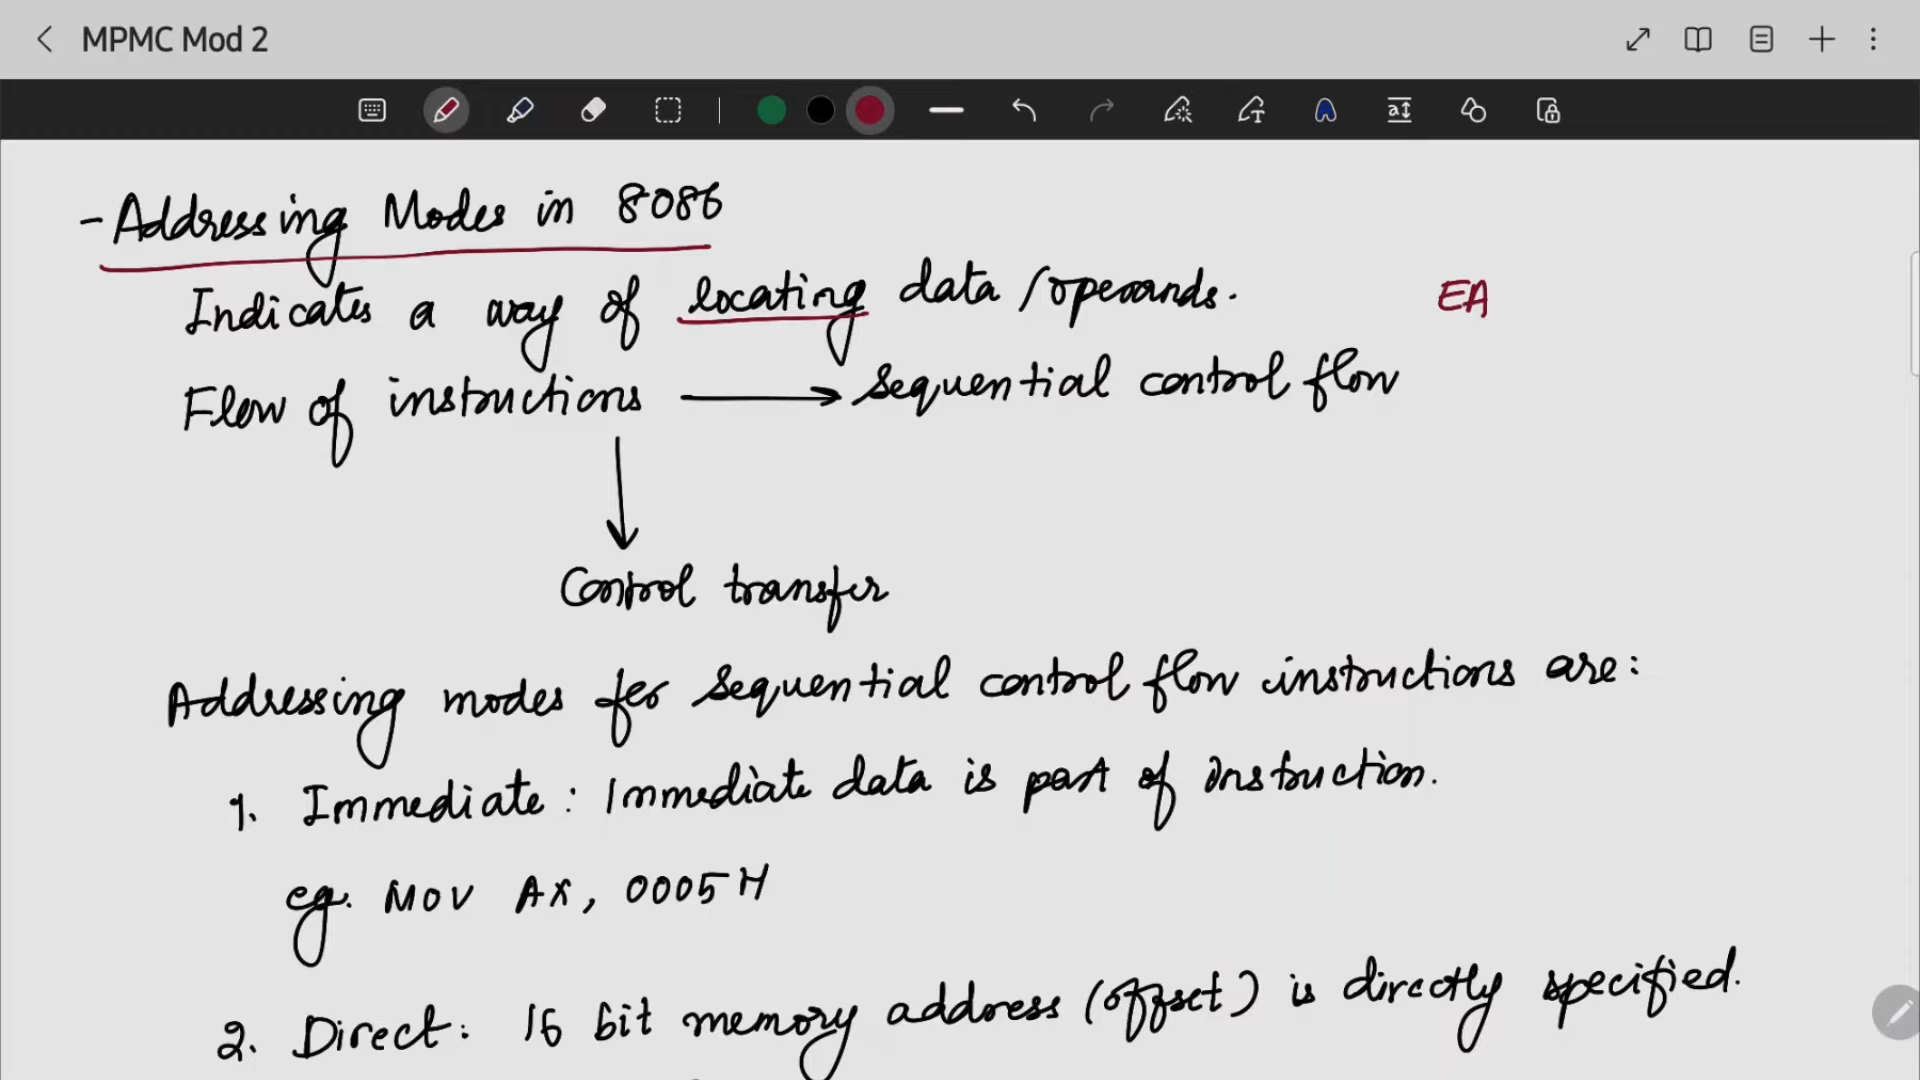 MPMC Mod 2
- Addressing Modes in 8086
Indicates a way of locating data /operands.
EA
Flow of instructions → Sequential control flow
↓
Control transfer
Addressing modes for sequential control flow instructions are:
1. Immediate : Immediate data is part of instruction.
eg. MOV AX, 0005H
2. Direct: 16 bit memory address (offset) is directly specified.